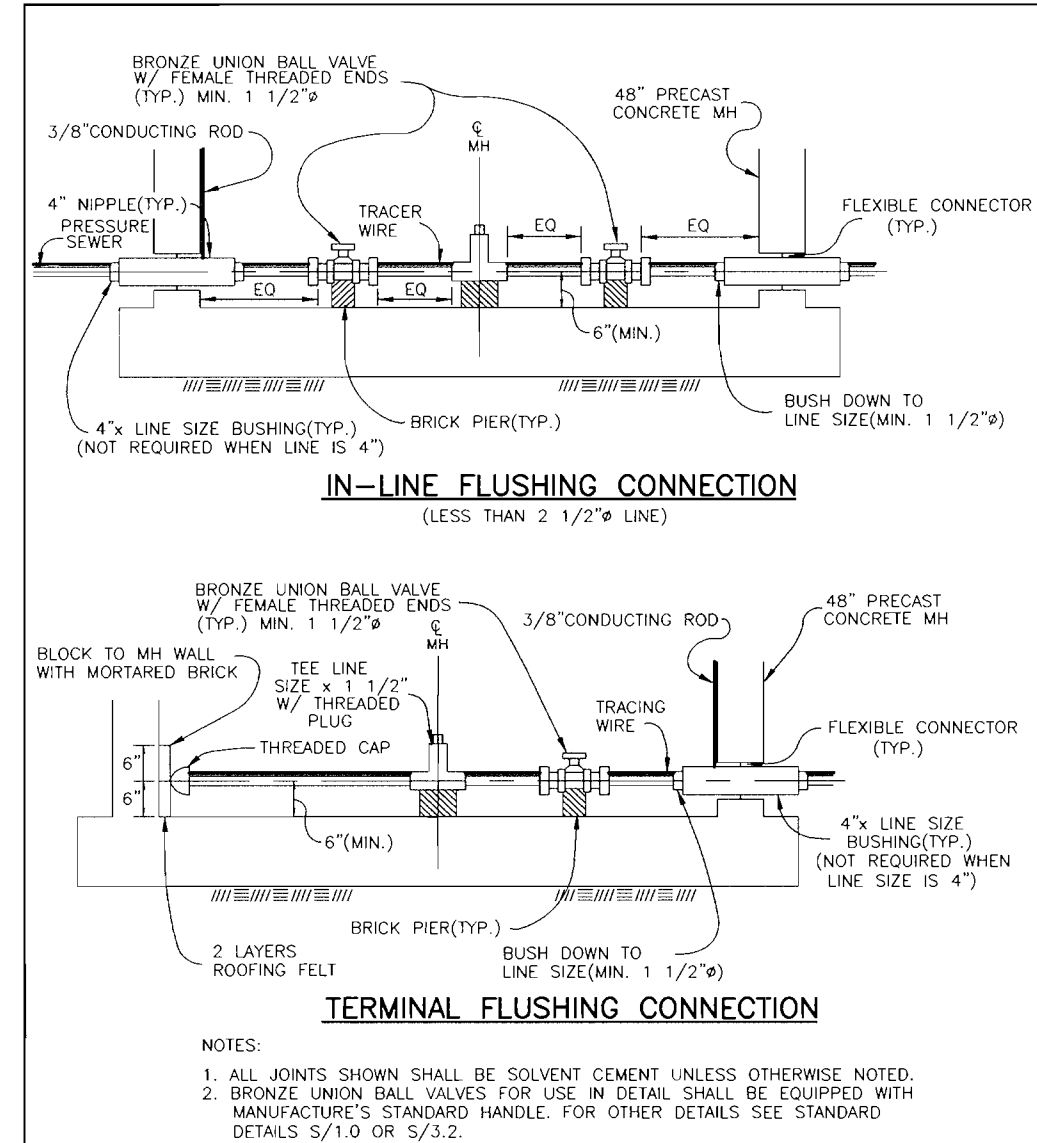 BRONZE UNION BALL VALVE
W/ FEMALE THREADED ENDS
(TYP.) MIN. 1 1/2"ø
3/8"CONDUCTING ROD
4" NIPPLE(TYP.)
PRESSURE
SEWER
℄
MH
TRACER
WIRE
48" PRECAST
CONCRETE MH
FLEXIBLE CONNECTOR
(TYP.)
EQ
EQ
EQ
EQ
6"(MIN.)
4"x LINE SIZE BUSHING(TYP.)
(NOT REQUIRED WHEN LINE IS 4")
BRICK PIER(TYP.)
BUSH DOWN TO
LINE SIZE(MIN. 1 1/2"ø)
IN-LINE FLUSHING CONNECTION
(LESS THAN 2 1/2"ø LINE)
BRONZE UNION BALL VALVE
W/ FEMALE THREADED ENDS
(TYP.) MIN. 1 1/2"ø
BLOCK TO MH WALL
WITH MORTARED BRICK
TEE LINE
SIZE x 1 1/2"
W/ THREADED
PLUG
℄
MH
3/8"CONDUCTING ROD
48" PRECAST
CONCRETE MH
TRACING
WIRE
FLEXIBLE CONNECTOR
(TYP.)
THREADED CAP
6"
6"
6"(MIN.)
4"x LINE SIZE
BUSHING(TYP.)
(NOT REQUIRED WHEN
LINE SIZE IS 4")
BRICK PIER(TYP.)
2 LAYERS
ROOFING FELT
BUSH DOWN TO
LINE SIZE(MIN. 1 1/2"ø)
TERMINAL FLUSHING CONNECTION
NOTES:
1. ALL JOINTS SHOWN SHALL BE SOLVENT CEMENT UNLESS OTHERWISE NOTED.
2. BRONZE UNION BALL VALVES FOR USE IN DETAIL SHALL BE EQUIPPED WITH
MANUFACTURE'S STANDARD HANDLE. FOR OTHER DETAILS SEE STANDARD
DETAILS S/1.0 OR S/3.2.